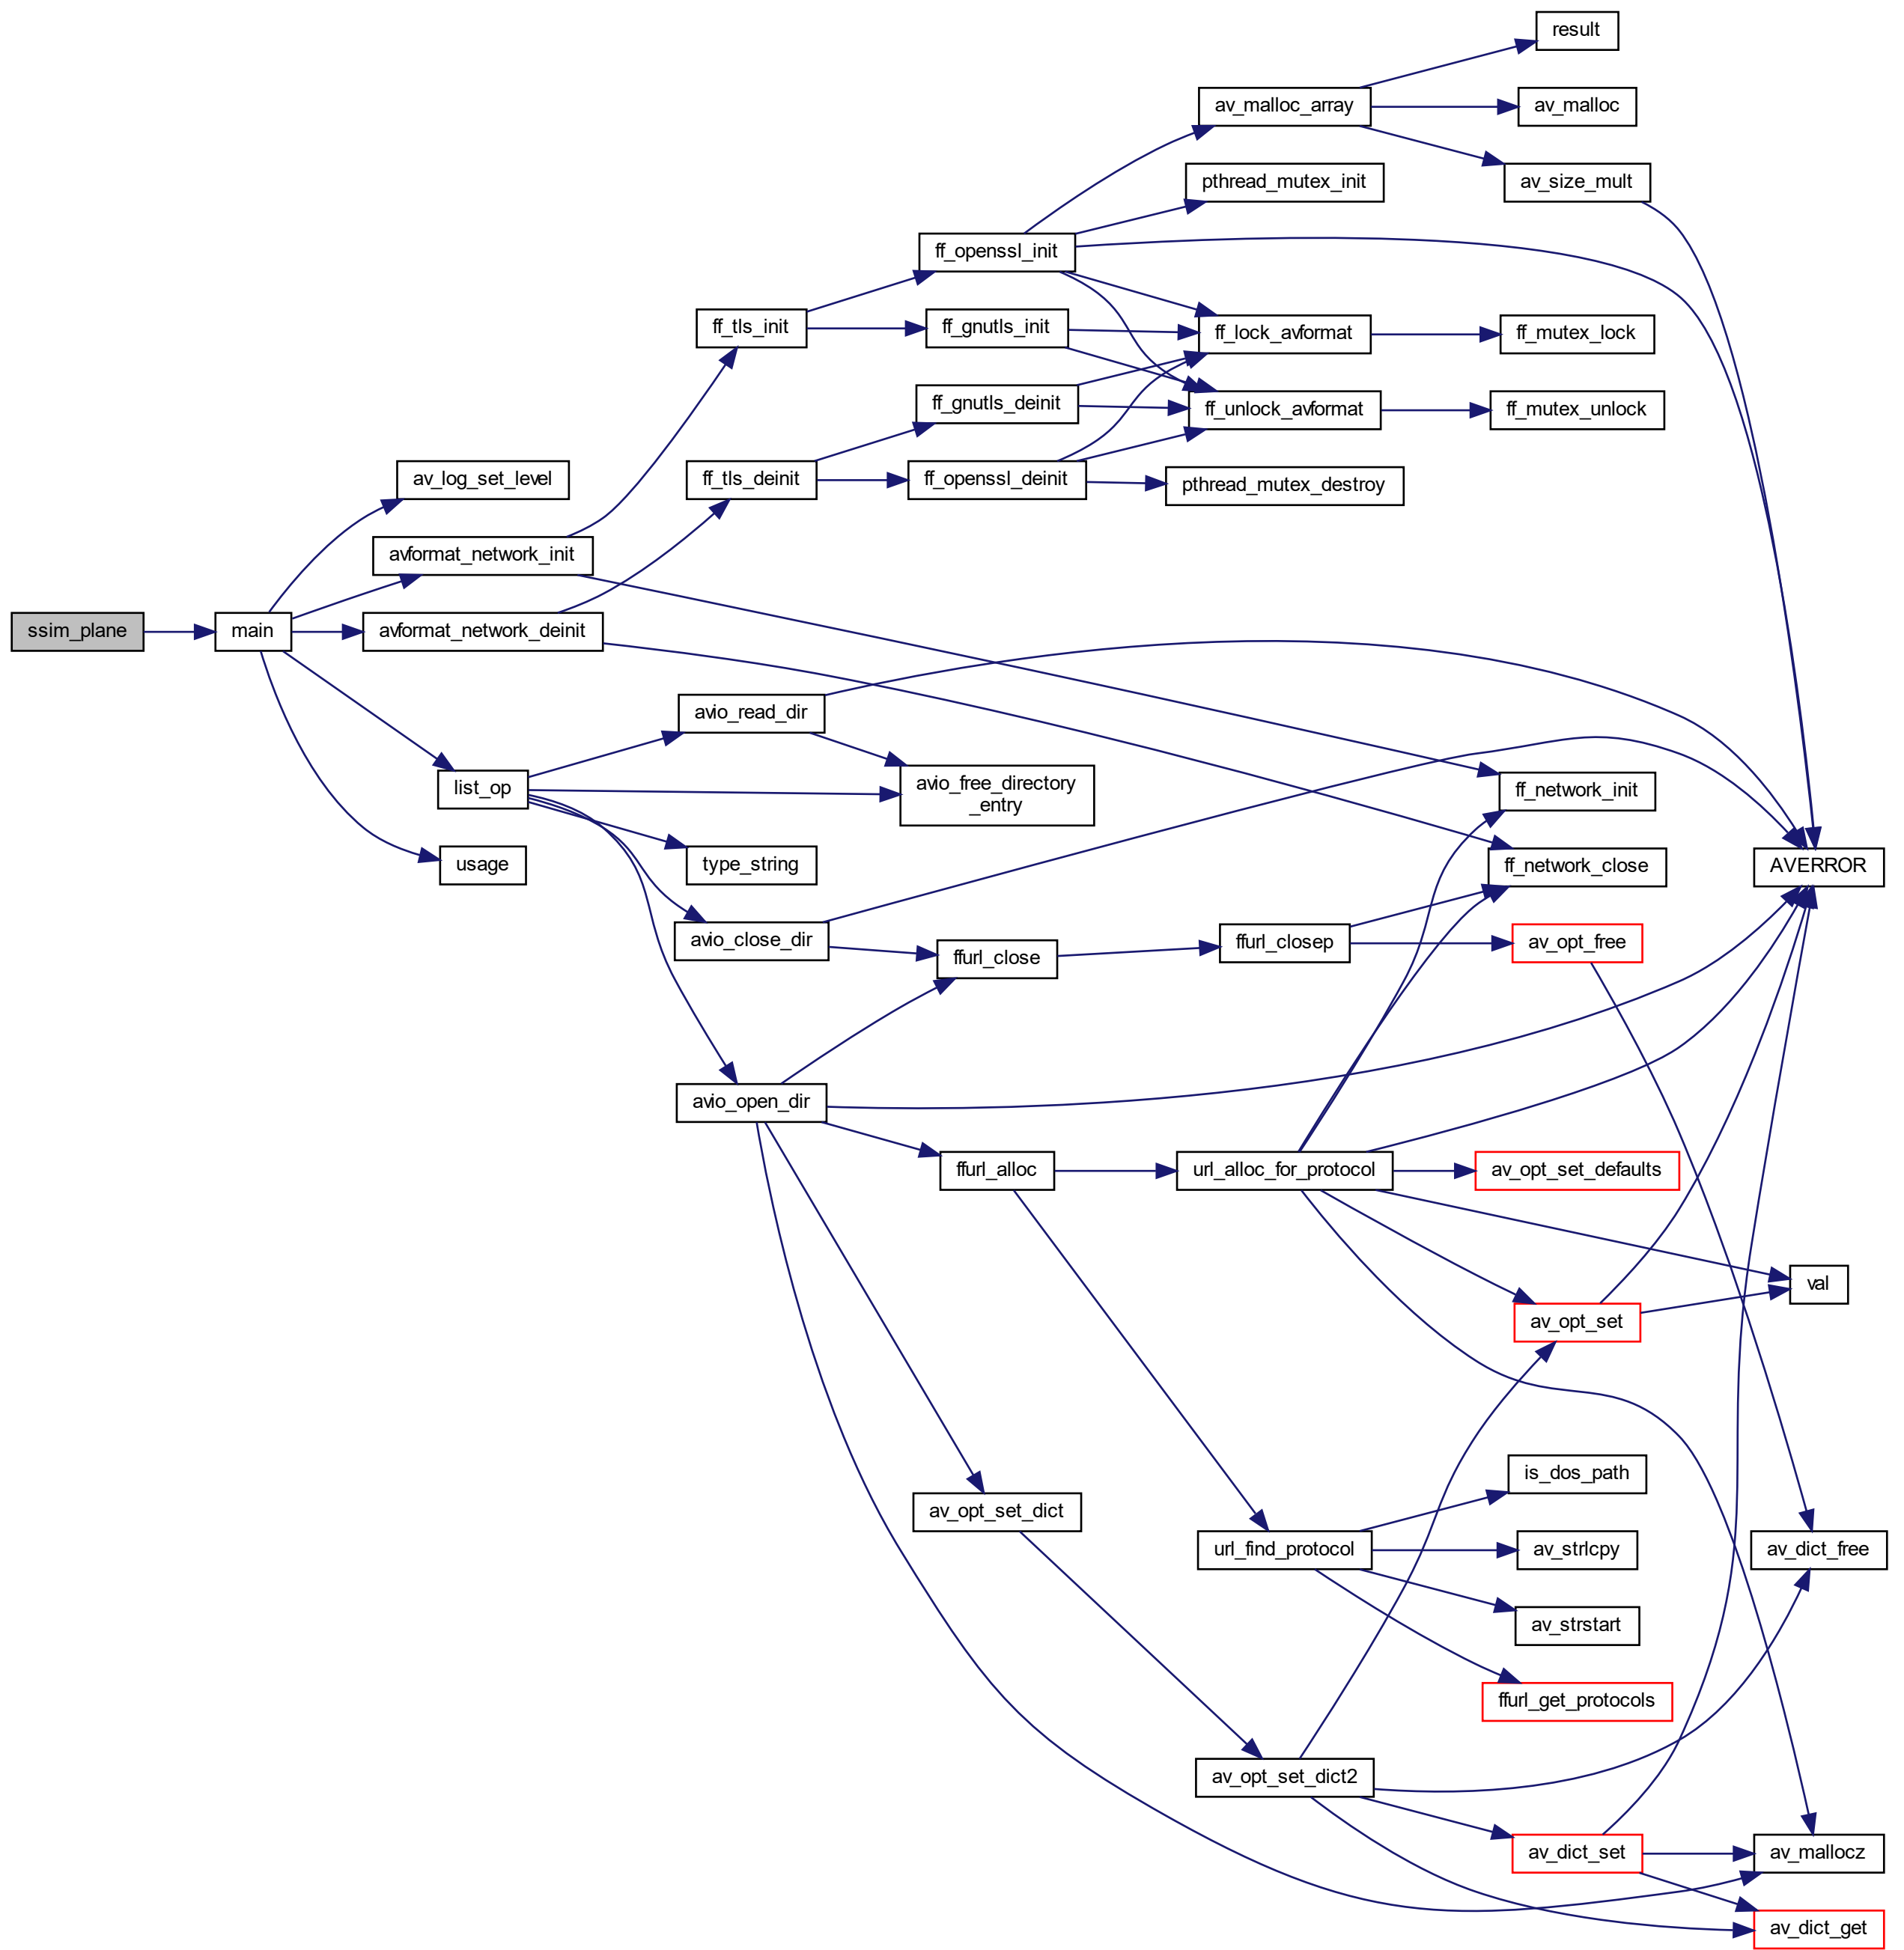 result
av_malloc_array
av_malloc
pthread_mutex_init
av_size_mult
ff_openssl_init
ff_tls_init
ff_gnutls_init
ff_lock_avformat
ff_mutex_lock
ff_gnutls_deinit
ff_unlock_avformat
ff_mutex_unlock
av_log_set_level
ff_tls_deinit
ff_openssl_deinit
pthread_mutex_destroy
avformat_network_init
ssim_plane
main
avformat_network_deinit
avio_read_dir
list_op
avio_free_directory
_entry
ff_network_init
usage
type_string
ff_network_close
AVERROR
avio_close_dir
ffurl_close
ffurl_closep
av_opt_free
avio_open_dir
ffurl_alloc
url_alloc_for_protocol
av_opt_set_defaults
val
av_opt_set
is_dos_path
av_opt_set_dict
url_find_protocol
av_strlcpy
av_dict_free
av_strstart
ffurl_get_protocols
av_opt_set_dict2
av_dict_set
av_mallocz
av_dict_get